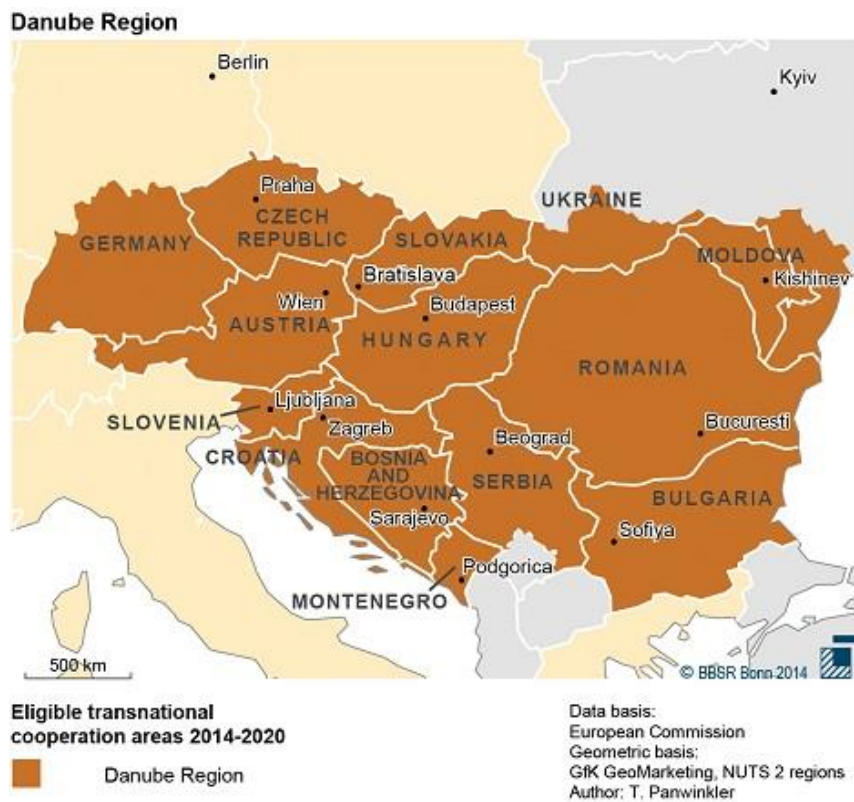 Danube Region
Berlin
Kyiv
Praha
UKRAINE
CZECH
REPUBLIC
GERMANY
SLOVAKIA
MOLDOVA
Bratislava
Kishinev
Wien
Budapest
AUSTRIA
HUNGARY
ROMANIA
Ljubljana
SLOVENIA
Zagreb
Bucuresti
Beograd
CROATIA
BOSNIA
AND
HERZEGOVINA
SERBIA
BULGARIA
Sarajevo
Sofiya
Podgorica
MONTENEGRO
500 km
© BBSR Bonn 2014
Eligible transnational
cooperation areas 2014-2020
Danube Region
Data basis:
European Commission
Geometric basis:
GfK GeoMarketing, NUTS 2 regions
Author: T. Panwinkler